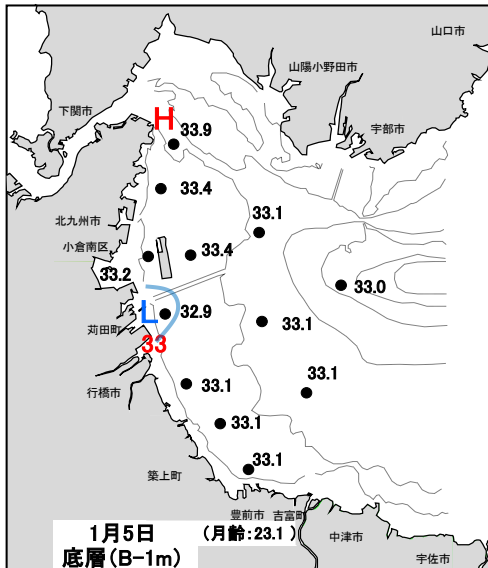 山口市
山陽小野田市
下関市
宇部市
H
33.9
33.4
北九州市
33.1
小倉南区
33.4
33.2
33.0
L
32.9
苅田町
33.1
33
行橋市
33.1
33.1
33.1
33.1
築上町
豊前市 吉富町
1月5日 (月齢:23.1)
中津市
底層(B-1m)
宇佐市